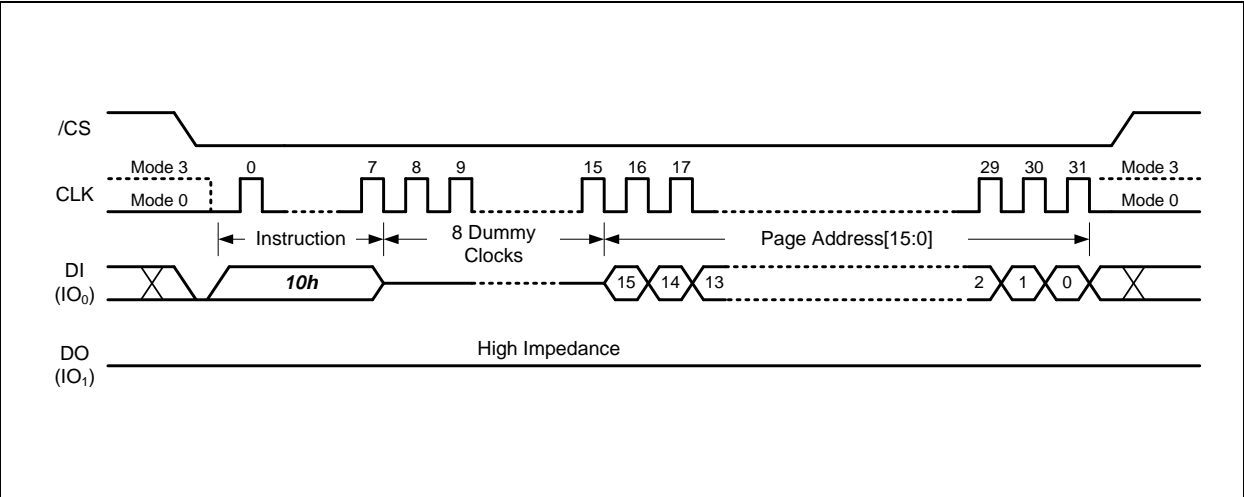 /CS
Mode 3 0 7 8 9 15 16 17 29 30 31 Mode 3
CLK
Mode 0 Mode 0
Instruction 8 Dummy Clocks Page Address[15:0]
DI
(IO₀)
10h 15 14 13 2 1 0
High Impedance
DO
(IO₁)